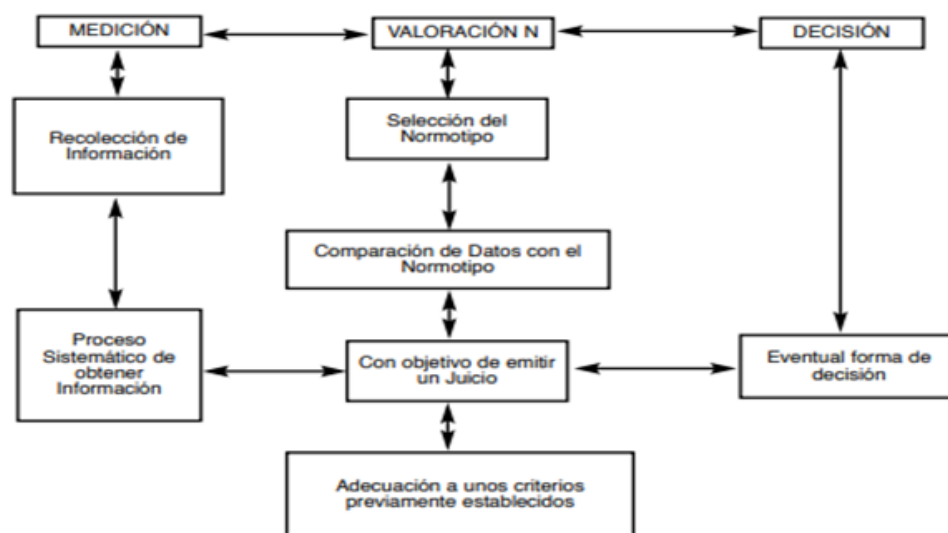 MEDICIÓN
VALORACIÓN N
DECISIÓN
Recolección de
Información
Selección del
Normotipo
Comparación de Datos con el
Normotipo
Proceso
Sistemático de
obtener
Información
Con objetivo de emitir
un Juicio
Eventual forma de
decisión
Adecuación a unos criterios
previamente establecidos